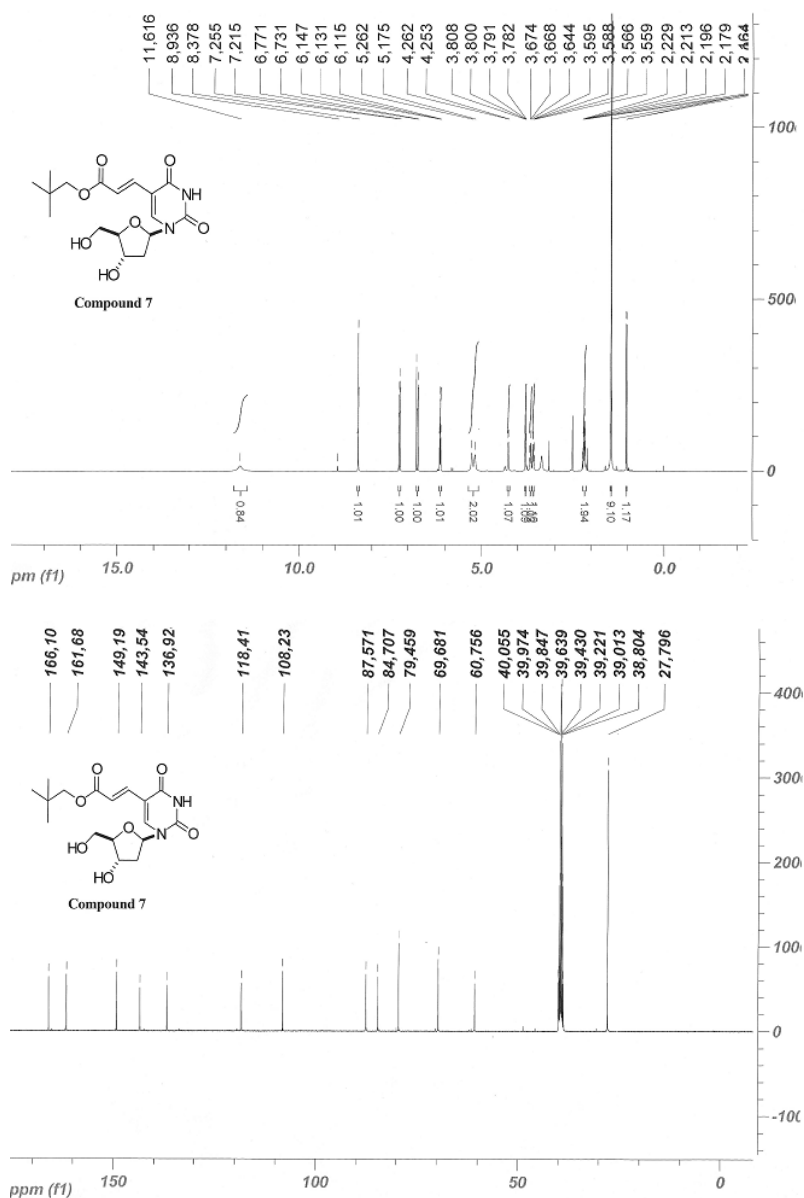 11,616 8,936 8,378 7,255 7,215 6,771 6,731 6,147 6,131 6,115 5,262 5,175 4,262 4,253 3,808 3,800 3,791 3,782 3,674 3,668 3,644 3,595 3,588 3,566 3,559 2,229 2,213 2,196 2,179
O O
O NH
O N O
HO
HO
Compound 7
5000
0
0.84 1.01 1.00 1.00 1.01 2.02 1.07 1.94 9.10 1.17
pm (f1) 15.0 10.0 5.0 0.0
166,10 161,68 149,19 143,54 136,92 118,41 108,23 87,571 84,707 79,459 69,681 60,756 40,055 39,974 39,847 39,639 39,430 39,221 39,013 38,804 27,796
O O
O NH
O N O
HO
HO
Compound 7
3000
2000
1000
0
ppm (f1) 150 100 50 0